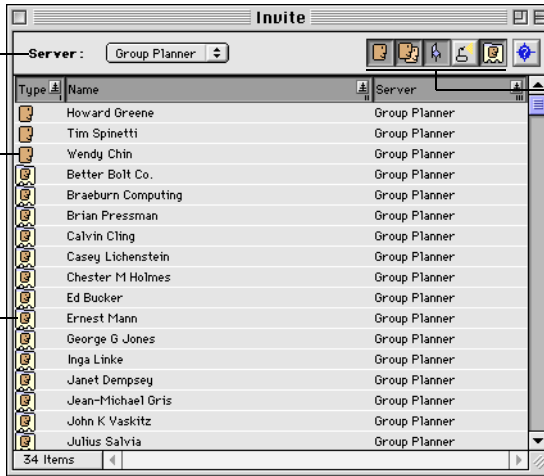 Invite
Server: Group Planner
Type Name Server
Howard Greene Group Planner
Tim Spinetti Group Planner
Wendy Chin Group Planner
Better Bolt Co. Group Planner
Braeburn Computing Group Planner
Brian Pressman Group Planner
Calvin Cling Group Planner
Casey Lichenstein Group Planner
Chester M Holmes Group Planner
Ed Bucker Group Planner
Ernest Mann Group Planner
George G Jones Group Planner
Inga Linke Group Planner
Janet Dempsey Group Planner
Jean-Michael Gris Group Planner
John K Vaskitz Group Planner
Julius Salvia Group Planner
34 Items